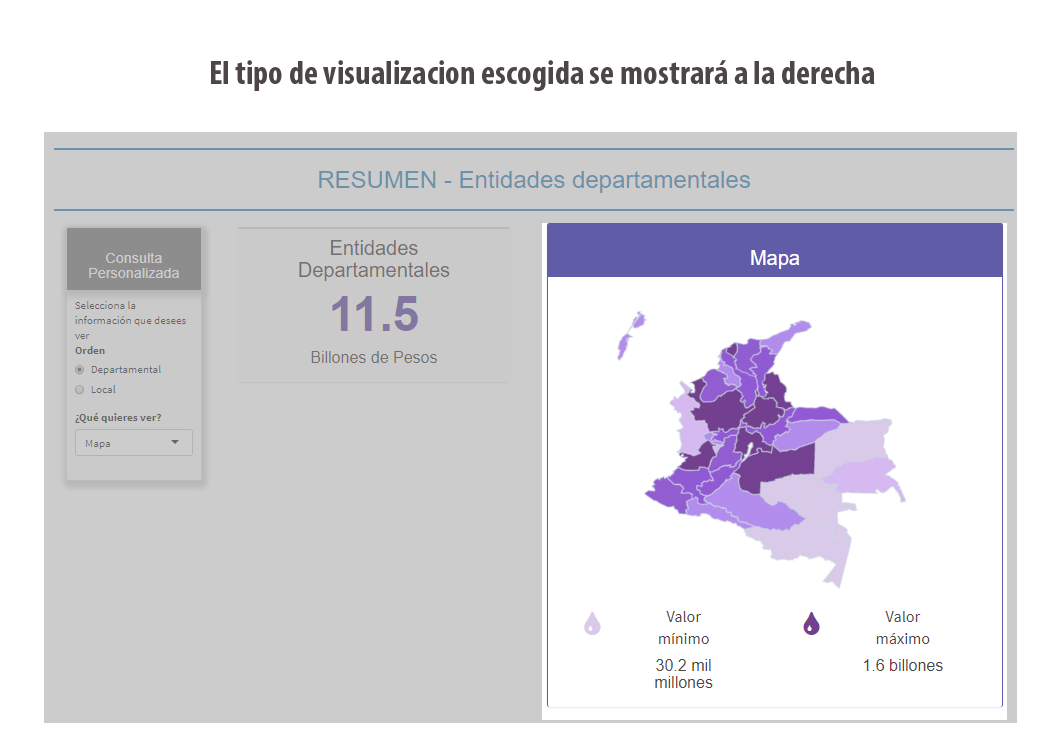 El tipo de visualizacion escogida se mostrará a la derecha
RESUMEN - Entidades departamentales
Consulta
Personalizada
Selecciona la
información que desees
ver
Orden
Departamental
Local
¿Qué quieres ver?
Mapa
Entidades
Departamentales
11.5
Billones de Pesos
Mapa
Valor
mínimo
30.2 mil
millones
Valor
máximo
1.6 billones